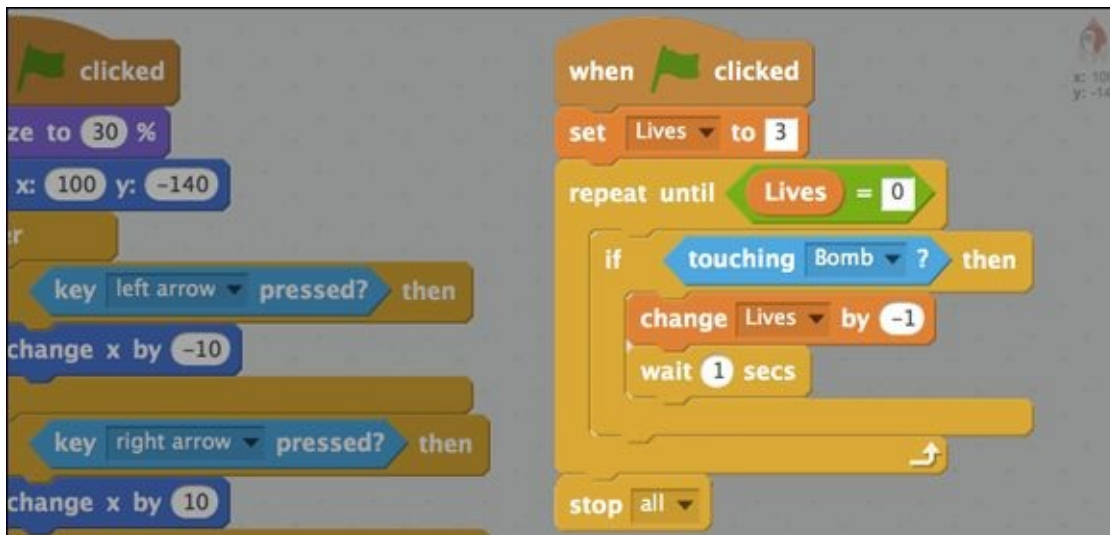 clicked
ze to 30 %
x: 100 y: -140
er
key left arrow pressed? then
change x by -10
key right arrow pressed? then
change x by 10
when clicked
set Lives to 3
repeat until Lives = 0
if touching Bomb ? then
change Lives by -1
wait 1 secs
stop all